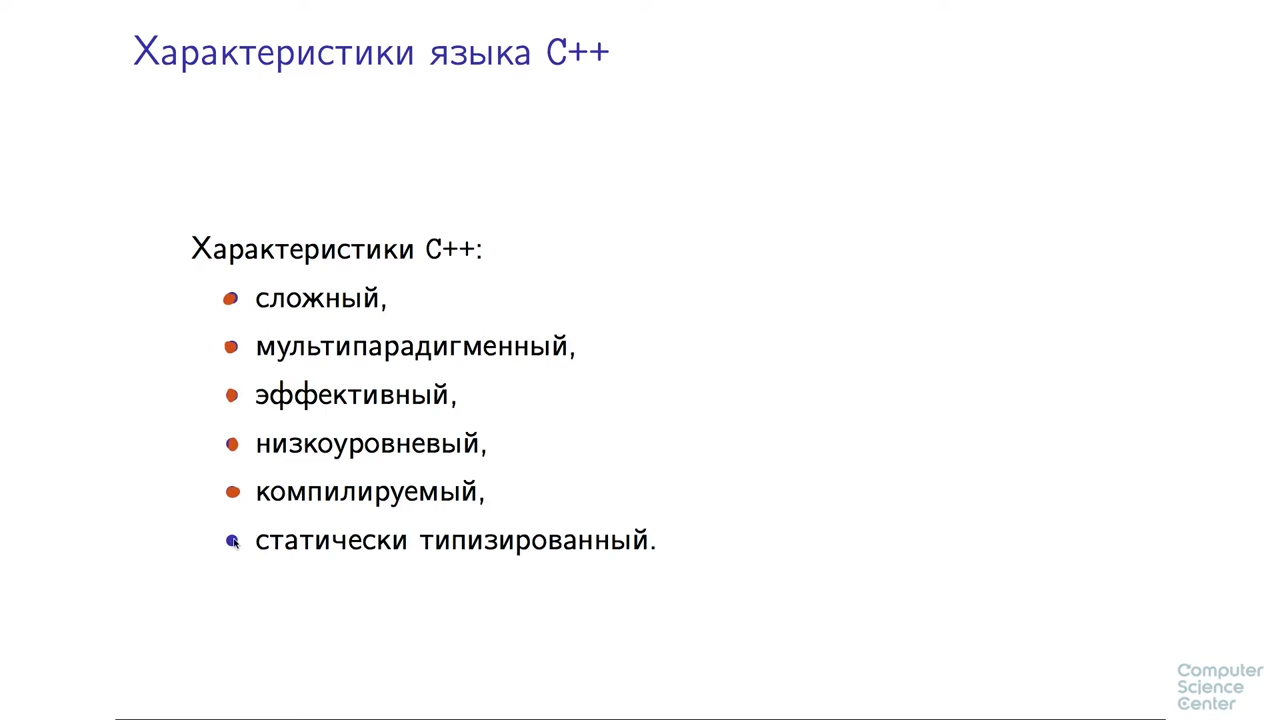 Характеристики языка C++
Характеристики C++:
сложный,
мультипарадигменный,
эффективный,
низкоуровневый,
компилируемый,
статически типизированный.
Computer
Science
Center